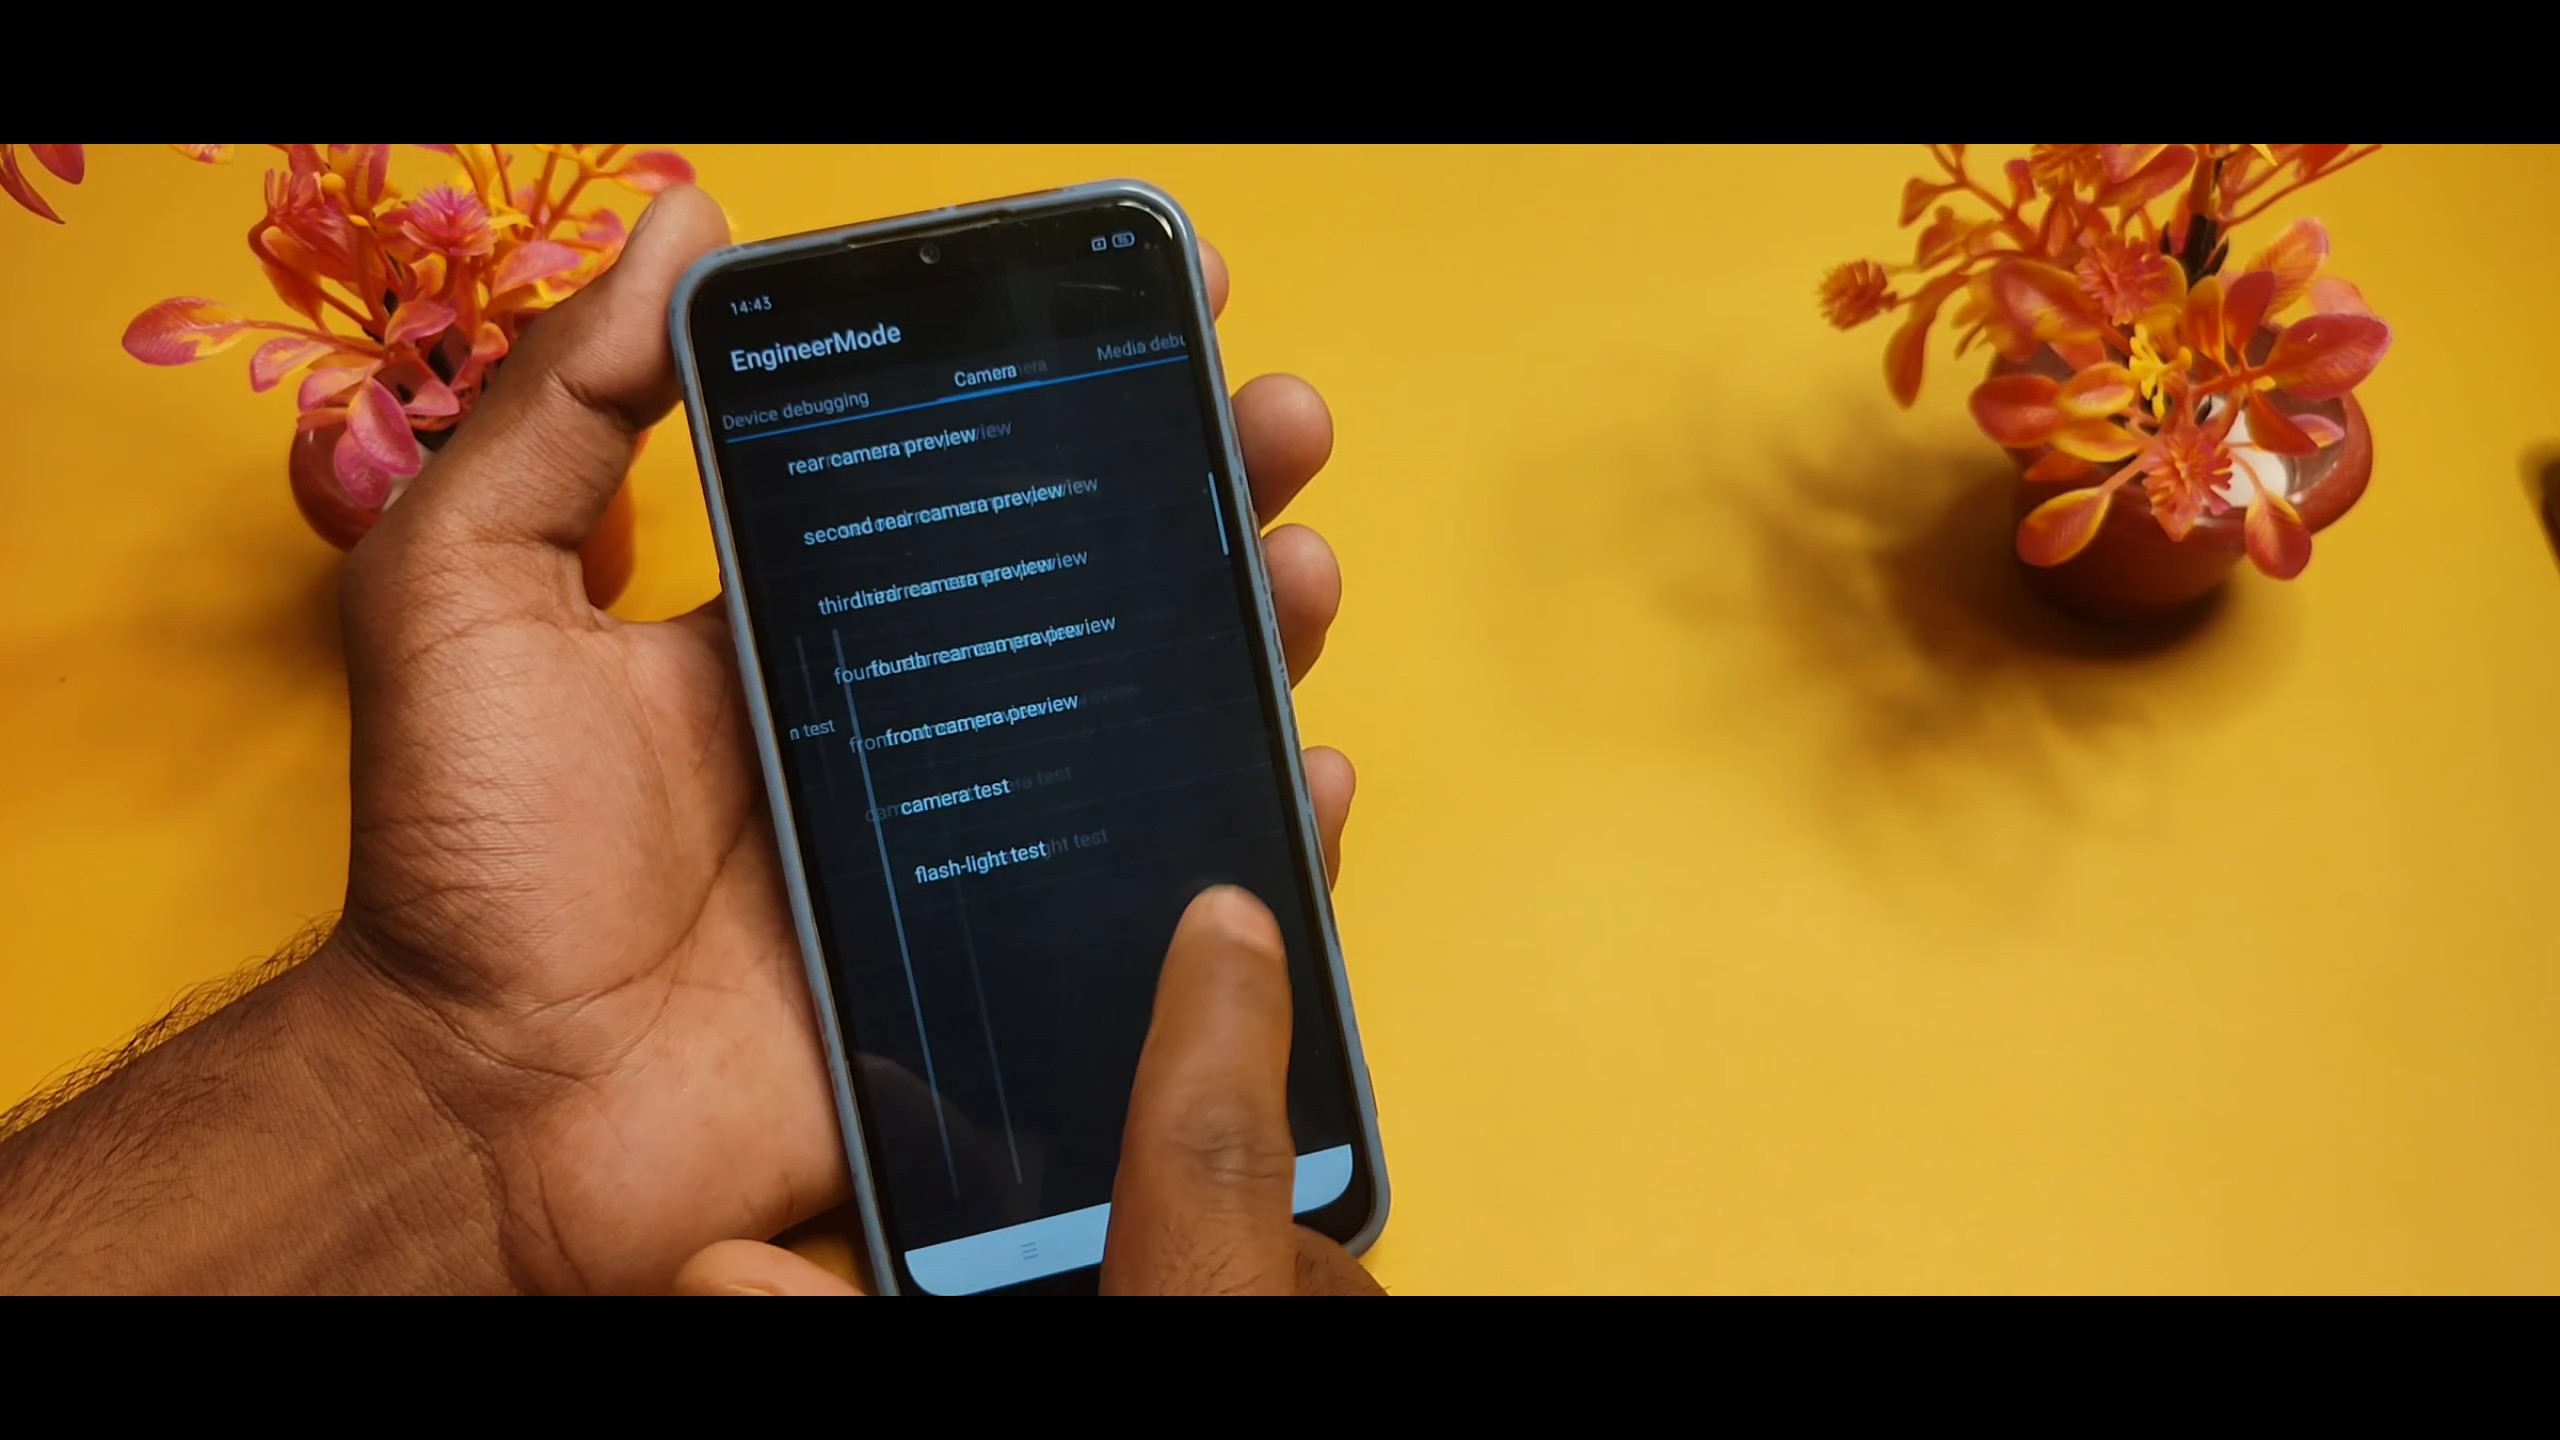 14:43
EngineerMode
Device debugging Camera Media debu
rear camera preview
second rear camera preview
third rear camera preview
fourth rear camera preview
n test
front camera preview
camera test
flash-light test